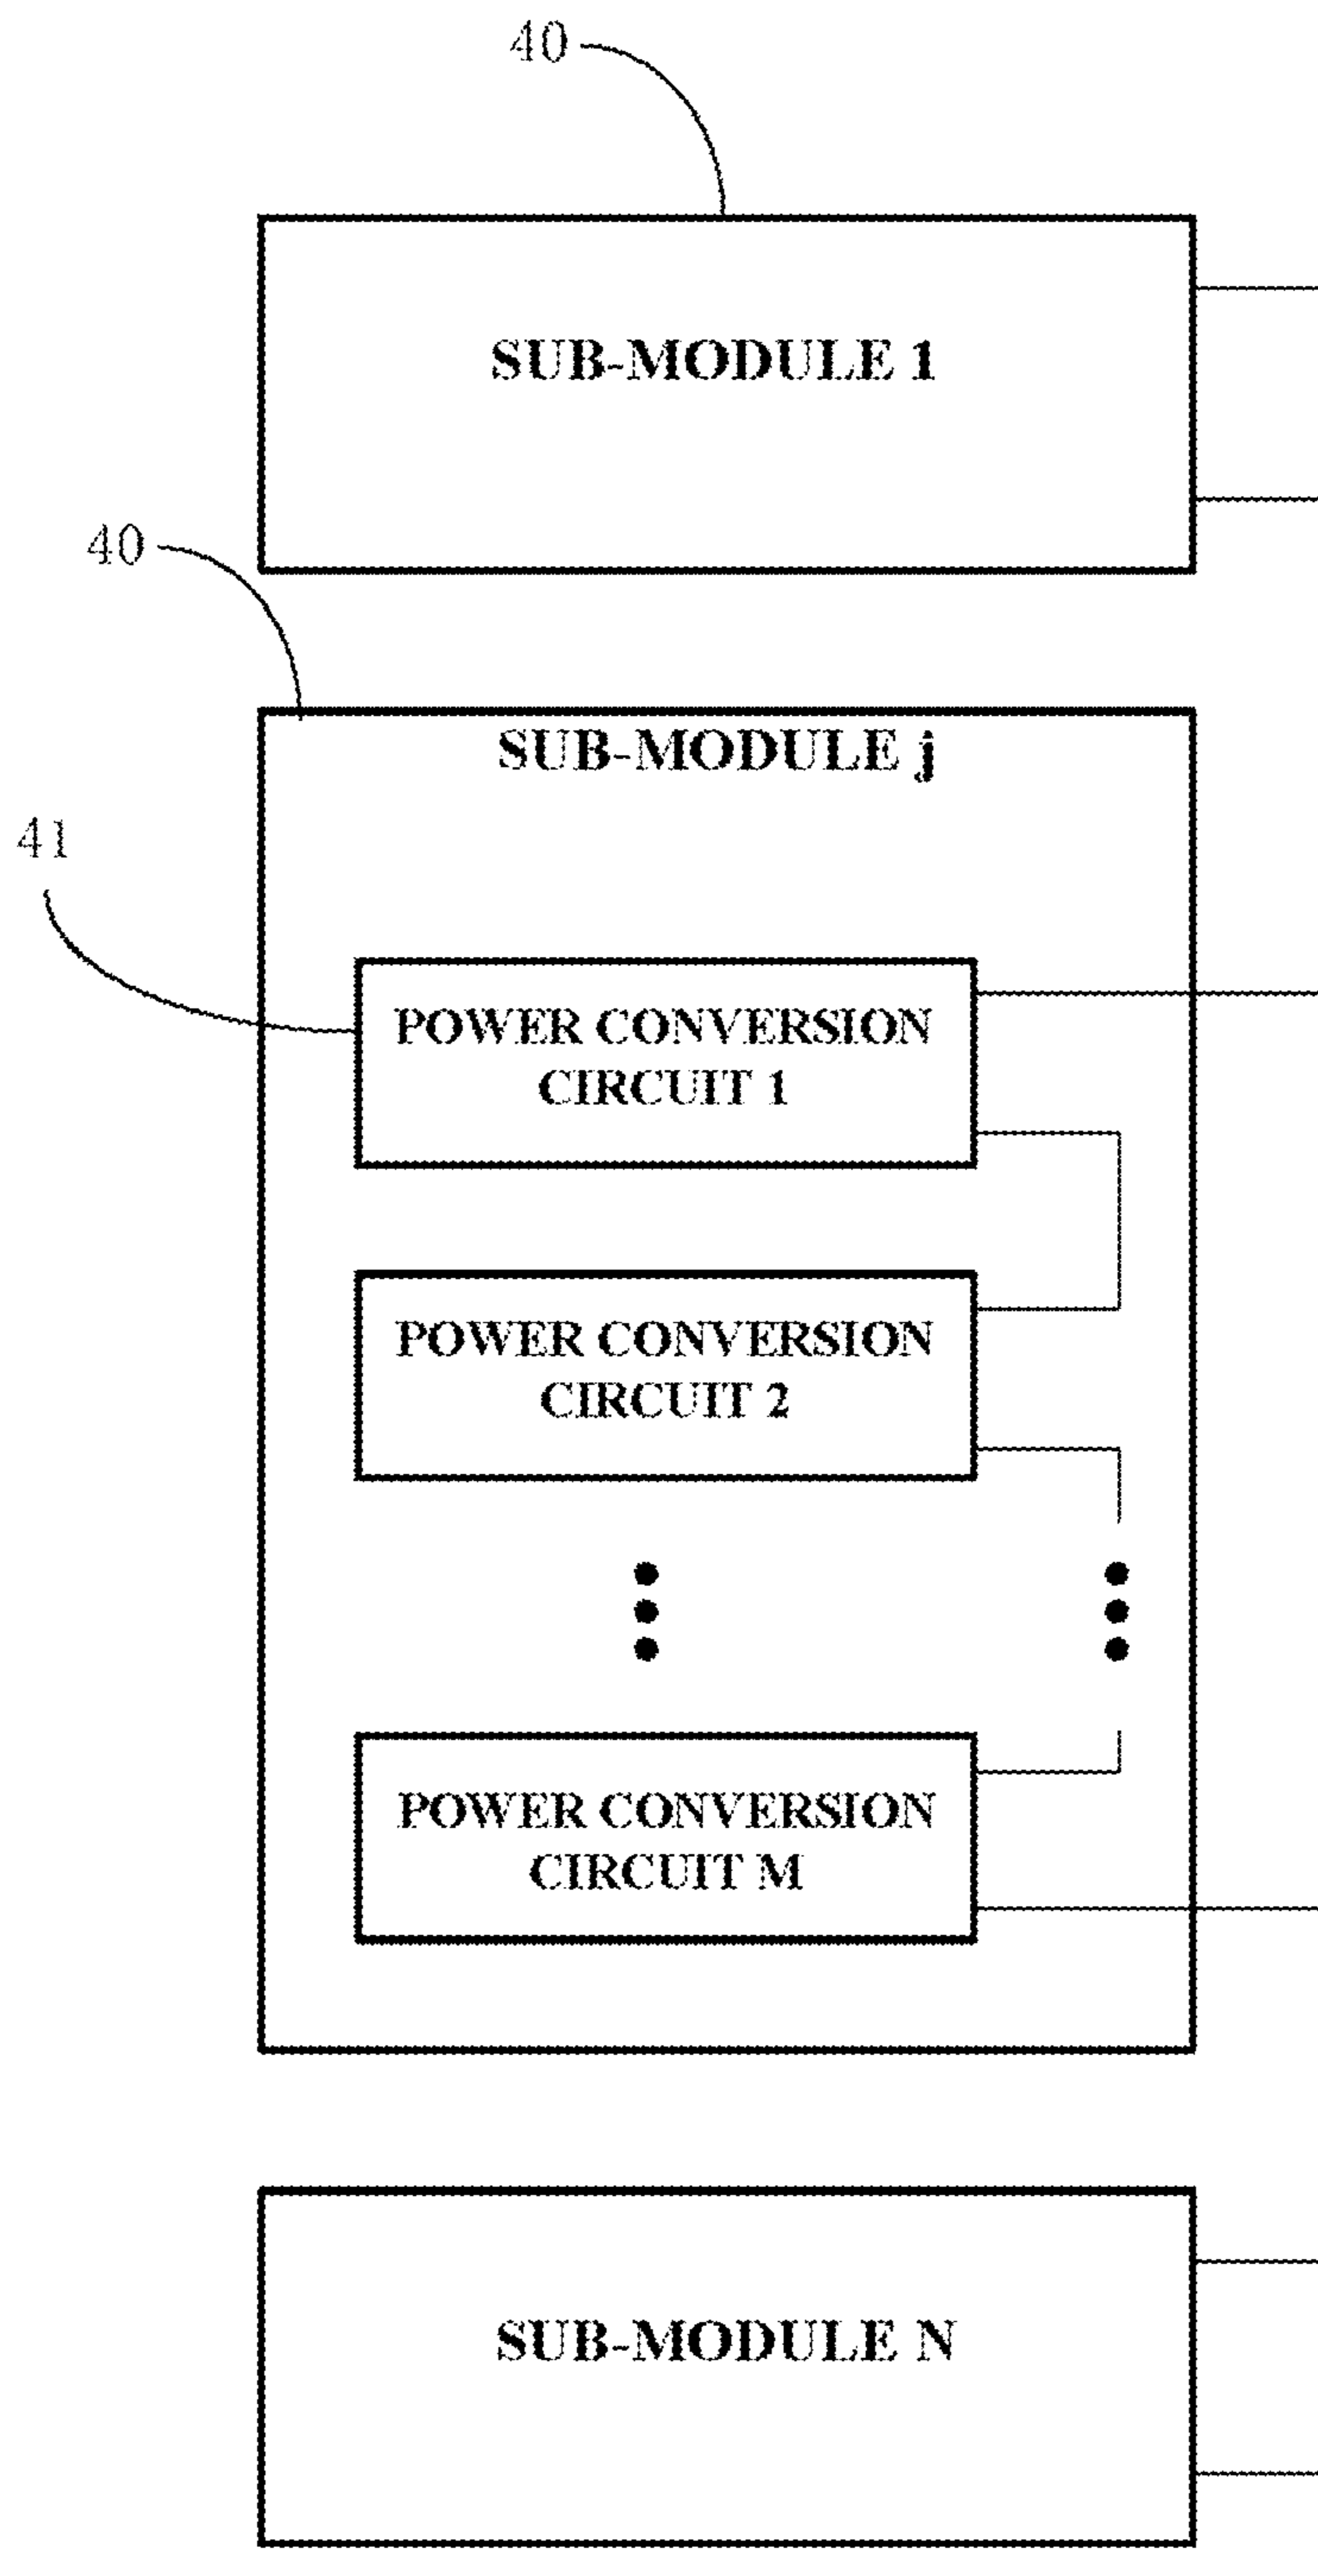 40
SUB-MODULE 1
40
SUB-MODULE j
41
POWER CONVERSION
CIRCUIT 1
POWER CONVERSION
CIRCUIT 2
POWER CONVERSION
CIRCUIT M
SUB-MODULE N